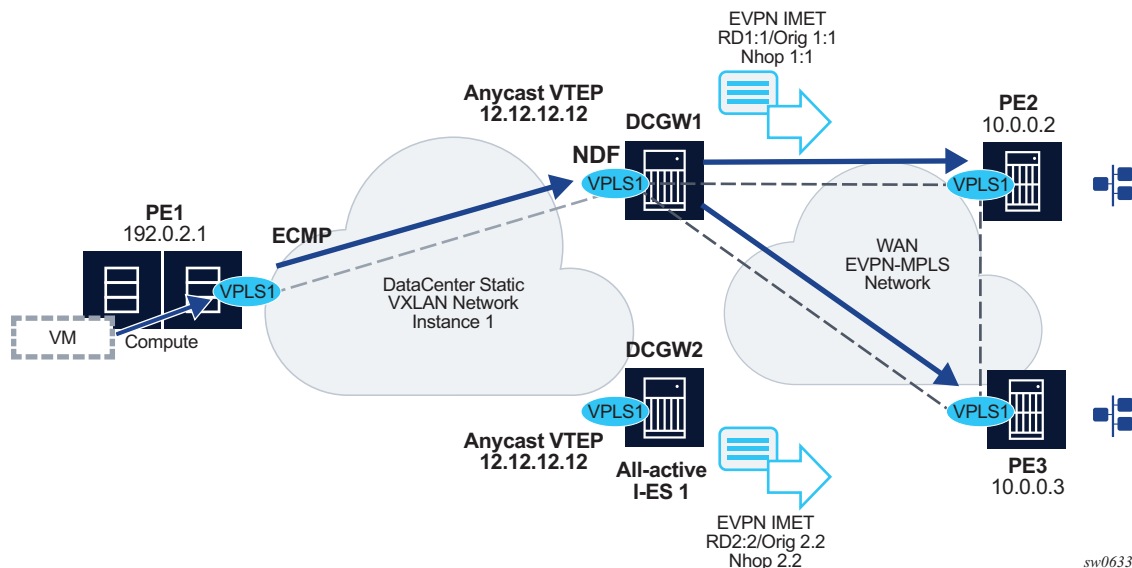 EVPN IMET
RD1:1/Orig 1:1
Nhop 1:1
Anycast VTEP
12.12.12.12
DCGW1
PE2
10.0.0.2
NDF
VPLS1
VPLS1
PE1
192.0.2.1
ECMP
WAN
EVPN-MPLS
Network
DataCenter Static
VXLAN Network
Instance 1
VPLS1
VM
Compute
DCGW2
VPLS1
VPLS1
Anycast VTEP
12.12.12.12
All-active
I-ES 1
PE3
10.0.0.3
EVPN IMET
RD2:2/Orig 2.2
Nhop 2.2
sw0633